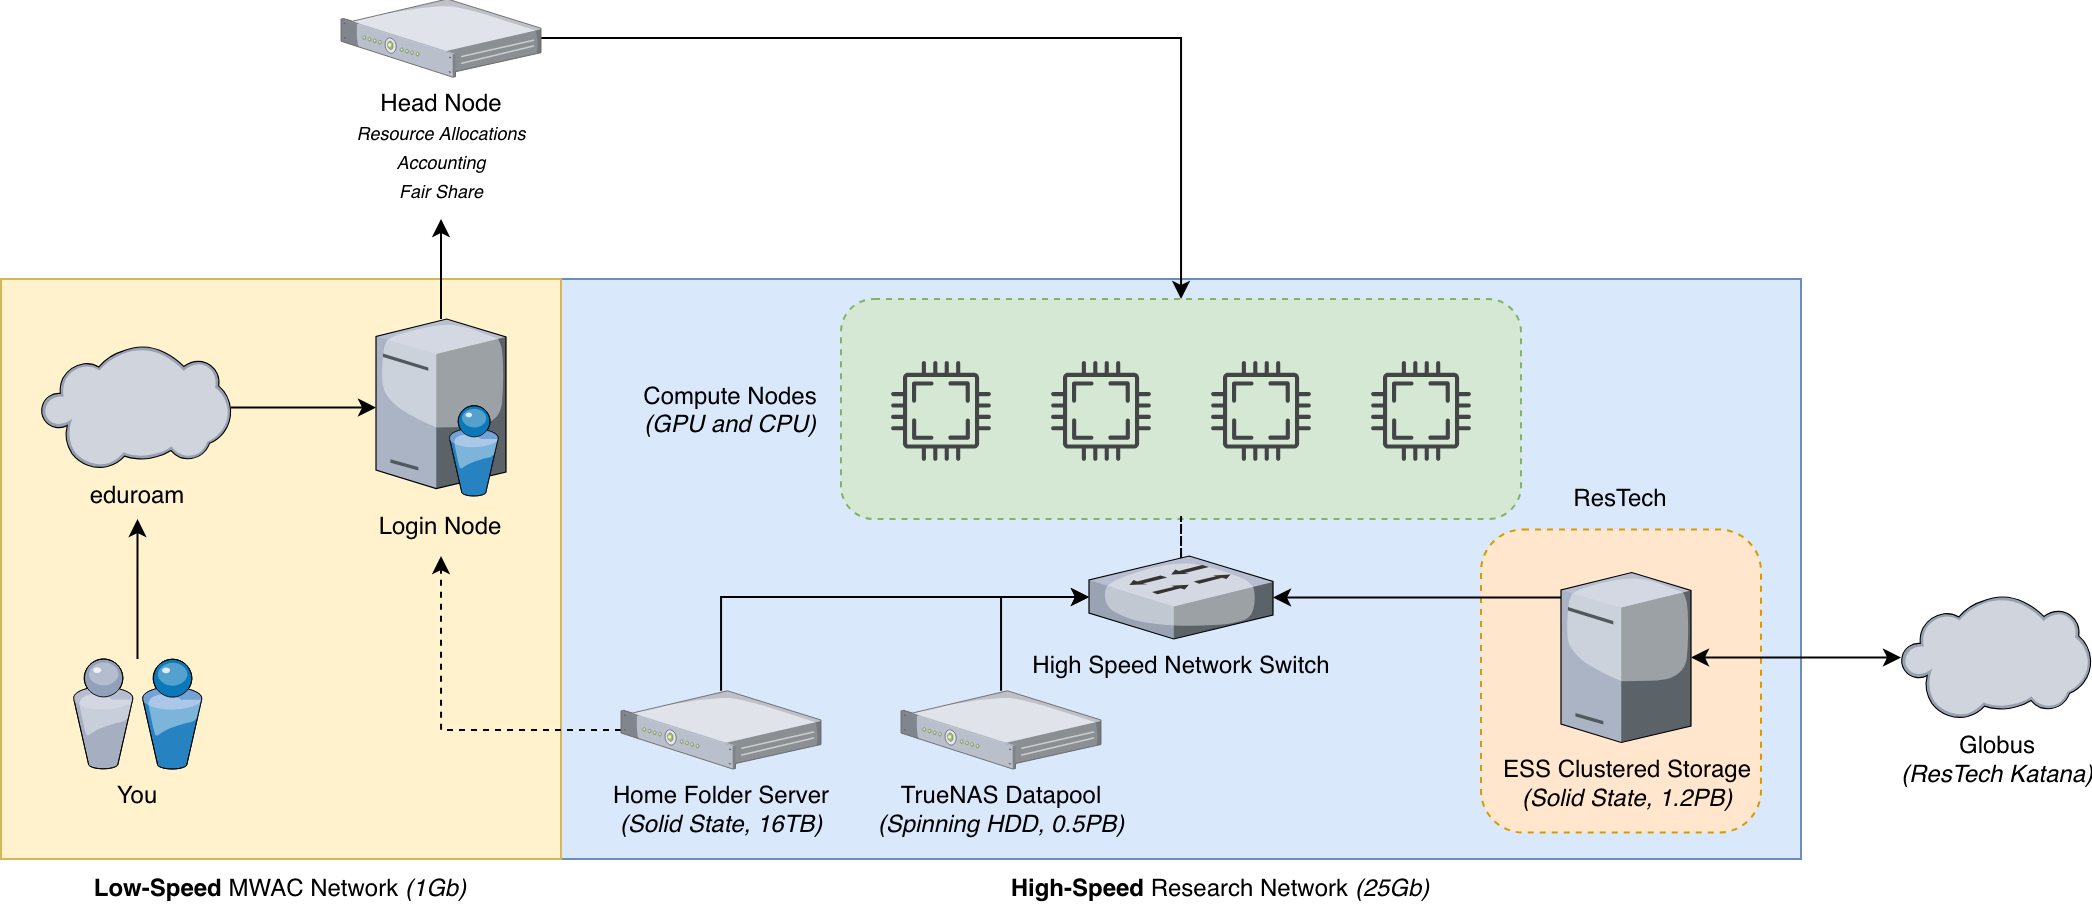 Head Node
Resource Allocations
Accounting
Fair Share
Compute Nodes
(GPU and CPU)
eduroam
Login Node
ResTech
High Speed Network Switch
You
Home Folder Server
(Solid State, 16TB)
TrueNAS Datapool
(Spinning HDD, 0.5PB)
ESS Clustered Storage
(Solid State, 1.2PB)
Globus
(ResTech Katana)
Low-Speed MWAC Network (1Gb)
High-Speed Research Network (25Gb)